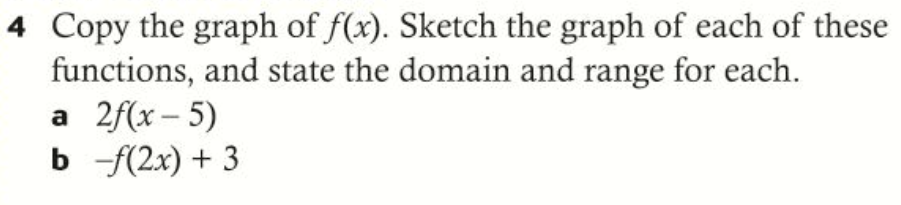 4 Copy the graph of f(x). Sketch the graph of each of these
functions, and state the domain and range for each.
a 2f(x – 5)
b –f(2x) + 3